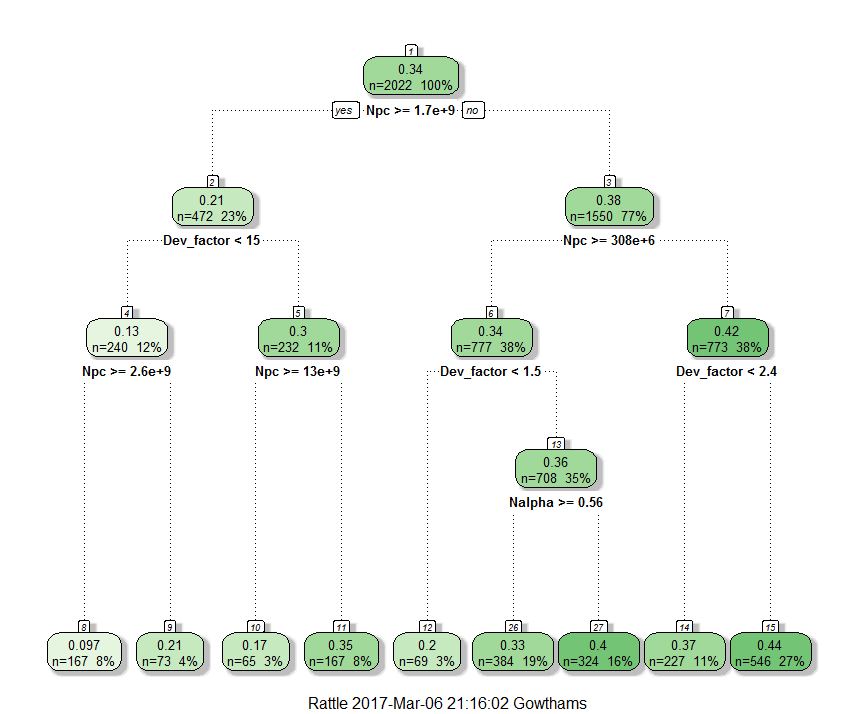 1
0.34
n=2022 100%
yes Npc >= 1.7e+9 no
2
0.21
n=472 23%
3
0.38
n=1550 77%
Dev_factor < 15
Npc >= 308e+6
4
0.13
n=240 12%
5
0.3
n=232 11%
6
0.34
n=777 38%
7
0.42
n=773 38%
Npc >= 2.6e+9
Npc >= 13e+9
Dev_factor < 1.5
Dev_factor < 2.4
13
0.36
n=708 35%
Nalpha >= 0.56
8
0.097
n=167 8%
9
0.21
n=73 4%
10
0.17
n=65 3%
11
0.35
n=167 8%
12
0.2
n=69 3%
26
0.33
n=384 19%
27
0.4
n=324 16%
14
0.37
n=227 11%
15
0.44
n=546 27%
Rattle 2017-Mar-06 21:16:02 Gowthams